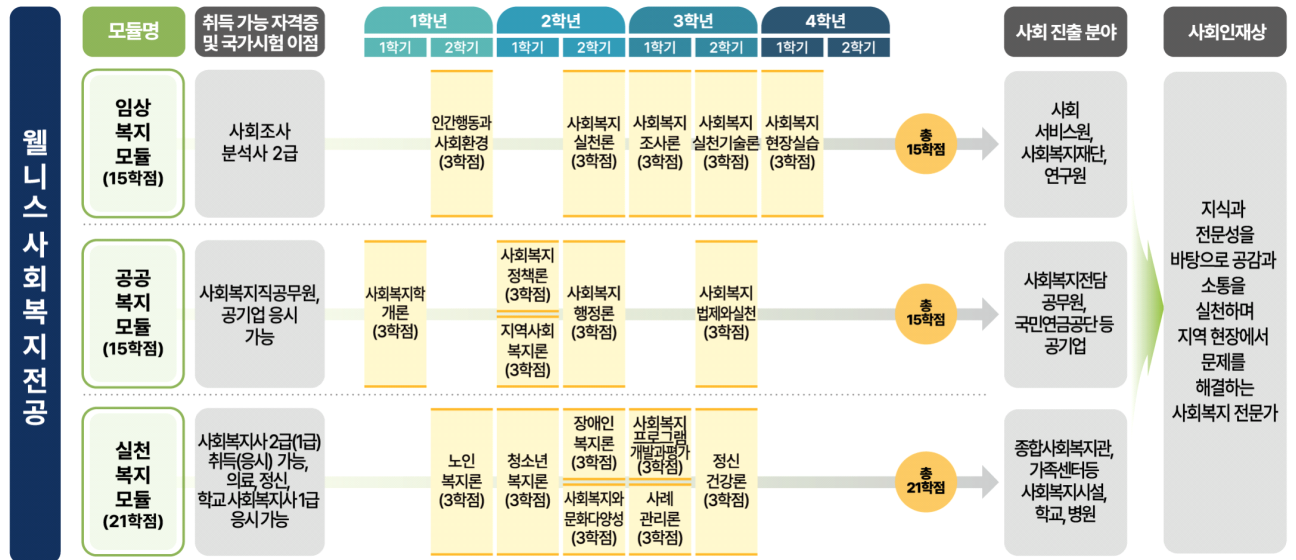 웰니스 사회복지전공
모듈명
취득 가능 자격증
및 국가시험 이점
1학년
2학년
3학년
4학년
1학기
2학기
1학기
2학기
1학기
2학기
1학기
2학기
사회 진출 분야
사회인재상
임상
복지
모듈
(15학점)
사회조사
분석사 2급
인간행동과
사회환경
(3학점)
사회복지
실천론
(3학점)
사회복지
조사론
(3학점)
사회복지
실천기술론
(3학점)
사회복지
현장실습
(3학점)
총
15학점
사회
서비스원,
사회복지재단,
연구원
공공
복지
모듈
(15학점)
사회복지직공무원,
공기업 응시
가능
사회복지학
개론
(3학점)
사회복지
정책론
(3학점)
지역사회
복지론
(3학점)
사회복지
행정론
(3학점)
사회복지
법제와실천
(3학점)
총
15학점
사회복지전담
공무원,
국민연금공단 등
공기업
실천
복지
모듈
(21학점)
사회복지사 2급(1급)
취득(응시) 가능,
의료, 정신,
학교 사회복지사 1급
응시 가능
노인
복지론
(3학점)
청소년
복지론
(3학점)
장애인
복지론
(3학점)
사회복지와
문화다양성
(3학점)
사회복지
프로그램
개발과평가
(3학점)
사례
관리론
(3학점)
정신
건강론
(3학점)
총
21학점
종합사회복지관,
가족센터등
사회복지시설,
학교, 병원
지식과
전문성을
바탕으로 공감과
소통을
실천하며
지역 현장에서
문제를
해결하는
사회복지 전문가